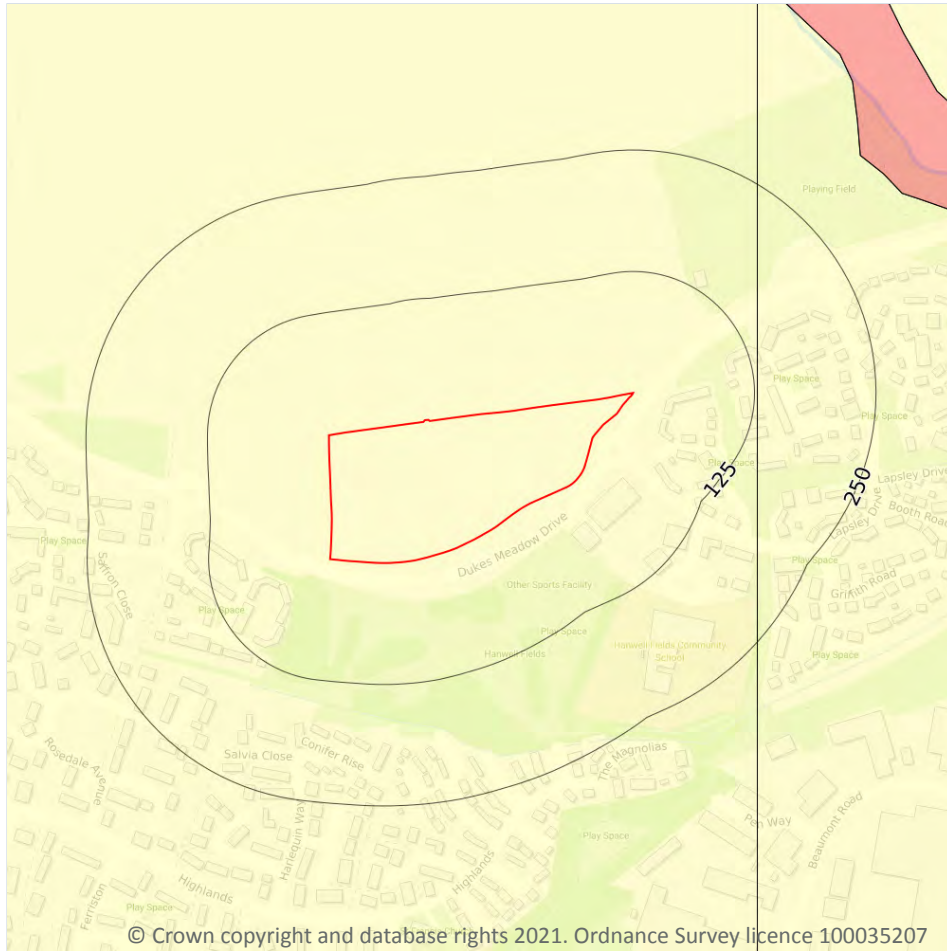 Playing Field
Play Space
Play Space
Play Space
125
250
Lapsley Drive
Lapsley Drive
Booth Road
Dukes Meadow Drive
Play Space
Saffron Close
Other Sports Facility
Play Space
Griffith Road
Play Space
Play Space
Hanwell Fields
Hanwell Fields Community
School
Play Space
Rosedale Avenue
Salvia Close
Conifer Rise
The Magnolias
Harlequin Way
Pen Way
Beaumont Road
Play Space
Highlands
Highlands
Ferriston
Play Space
© Crown copyright and database rights 2021. Ordnance Survey licence 100035207